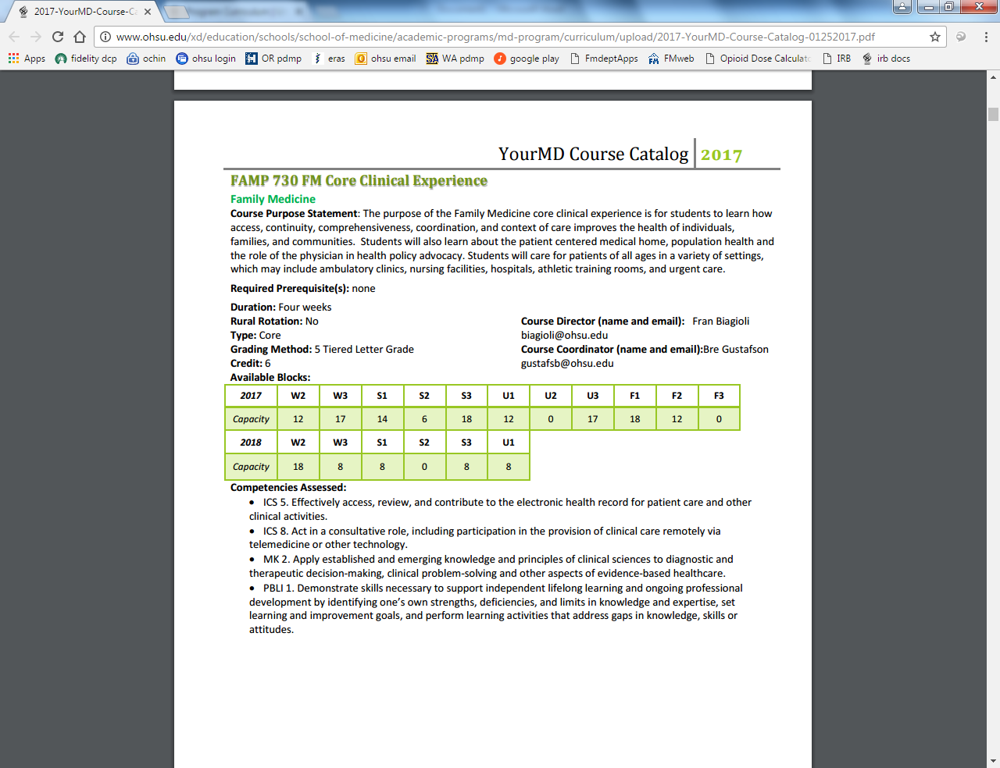 2017-YourMD-Course-C
www.ohsu.edu/xd/education/schools/school-of-medicine/academic-programs/md-program/curriculum/upload/2017-YourMD-Course-Catalog-01252017.pdf
Apps fidelity dcp ochin ohsu login OR pdmp eras ohsu email WA pdmp google play FmdeptApps FMweb Opioid Dose Calculat IRB irb docs
YourMD Course Catalog 2017
FAMP 730 FM Core Clinical Experience
Family Medicine
Course Purpose Statement: The purpose of the Family Medicine core clinical experience is for students to learn how
access, continuity, comprehensiveness, coordination, and context of care improves the health of individuals,
families, and communities. Students will also learn about the patient centered medical home, population health and
the role of the physician in health policy advocacy. Students will care for patients of all ages in a variety of settings,
which may include ambulatory clinics, nursing facilities, hospitals, athletic training rooms, and urgent care.
Required Prerequisite(s): none
Duration: Four weeks
Rural Rotation: No
Type: Core
Grading Method: 5 Tiered Letter Grade
Credit: 6
Course Director (name and email): Fran Biagioli
biagioli@ohsu.edu
Course Coordinator (name and email):Bre Gustafson
gustafsb@ohsu.edu
Available Blocks:
2017 W2 W3 S1 S2 S3 U1 U2 U3 F1 F2 F3
Capacity 12 17 14 6 18 12 0 17 18 12 0
2018 W2 W3 S1 S2 S3 U1
Capacity 18 8 8 0 8 8
Competencies Assessed:
• ICS 5. Effectively access, review, and contribute to the electronic health record for patient care and other
clinical activities.
• ICS 8. Act in a consultative role, including participation in the provision of clinical care remotely via
telemedicine or other technology.
• MK 2. Apply established and emerging knowledge and principles of clinical sciences to diagnostic and
therapeutic decision-making, clinical problem-solving and other aspects of evidence-based healthcare.
• PBLI 1. Demonstrate skills necessary to support independent lifelong learning and ongoing professional
development by identifying one’s own strengths, deficiencies, and limits in knowledge and expertise, set
learning and improvement goals, and perform learning activities that address gaps in knowledge, skills or
attitudes.